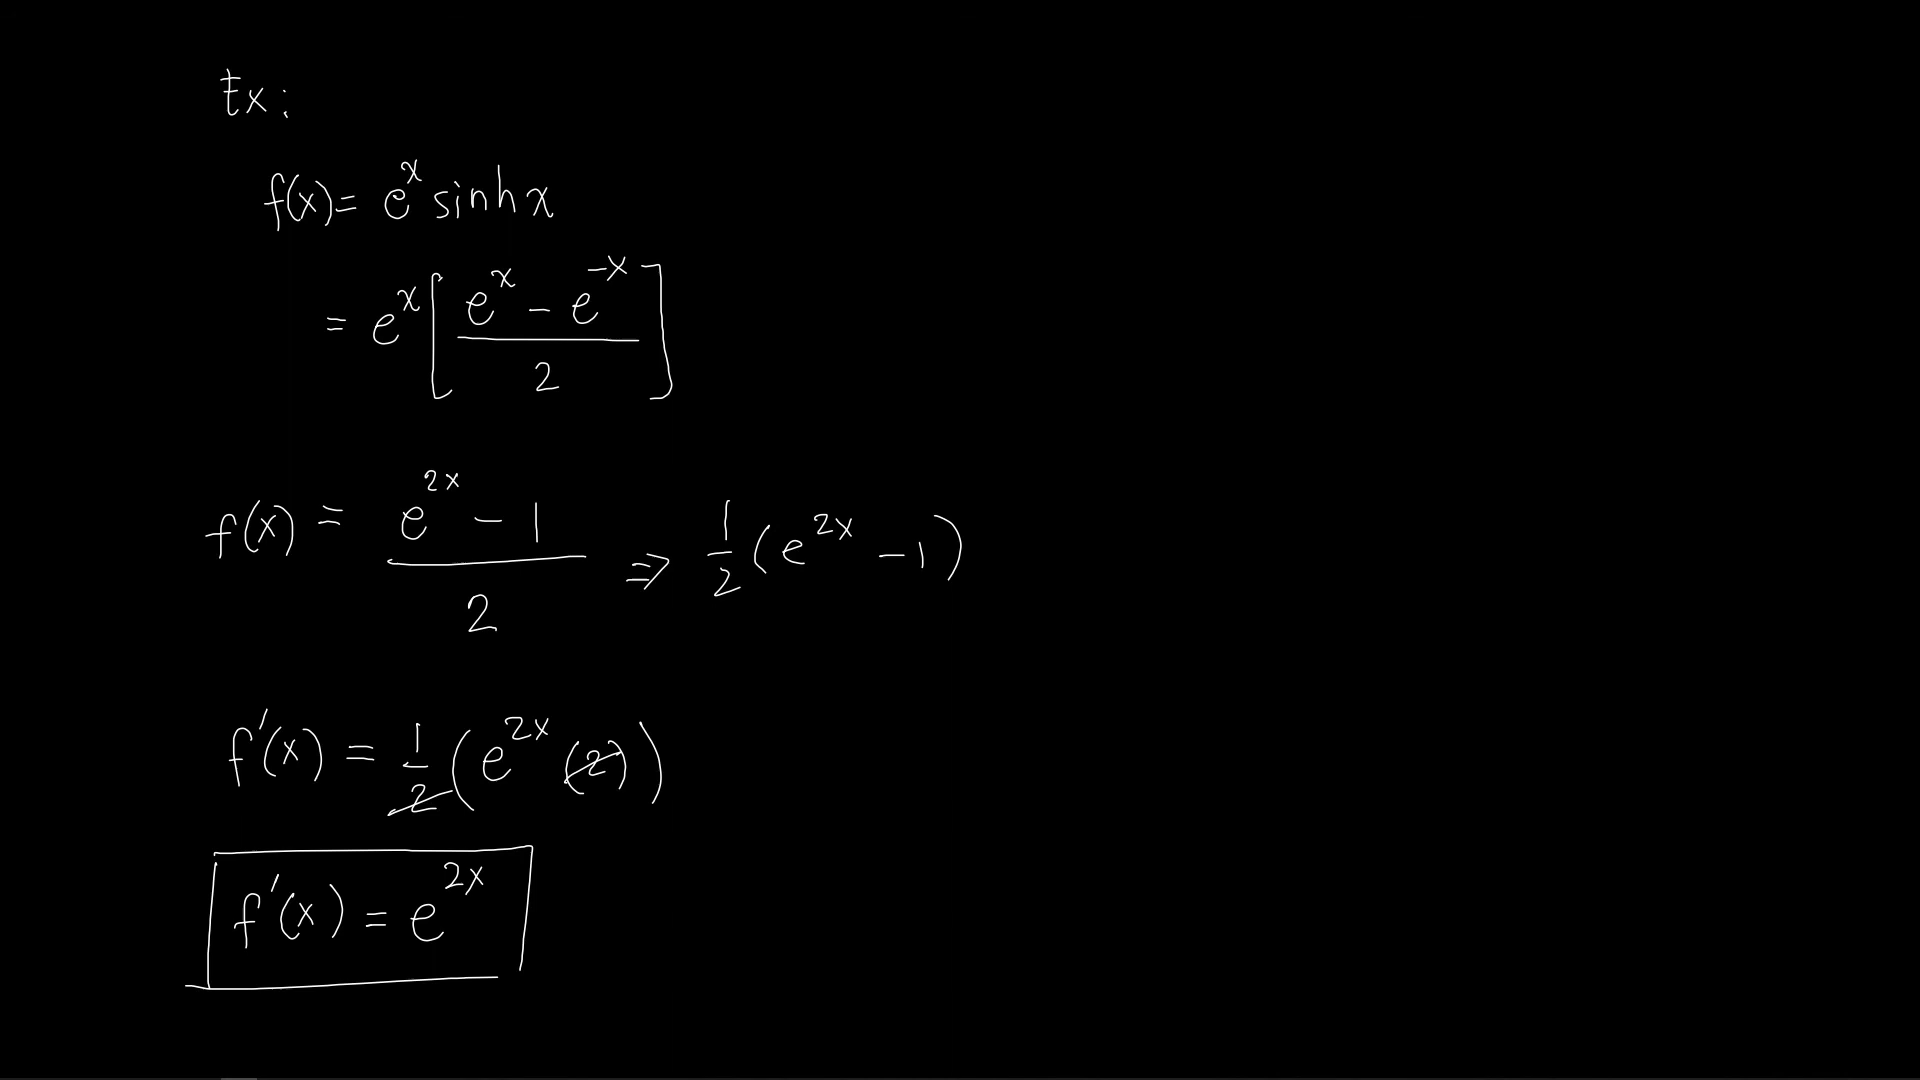 Ex:
f(x) = e^x sinh x
= e^x [ (e^x - e^-x) / 2 ]
f(x) = (e^2x - 1) / 2 ⇒ 1/2 (e^2x - 1)
f'(x) = 1/2 (e^2x (2))
f'(x) = e^2x